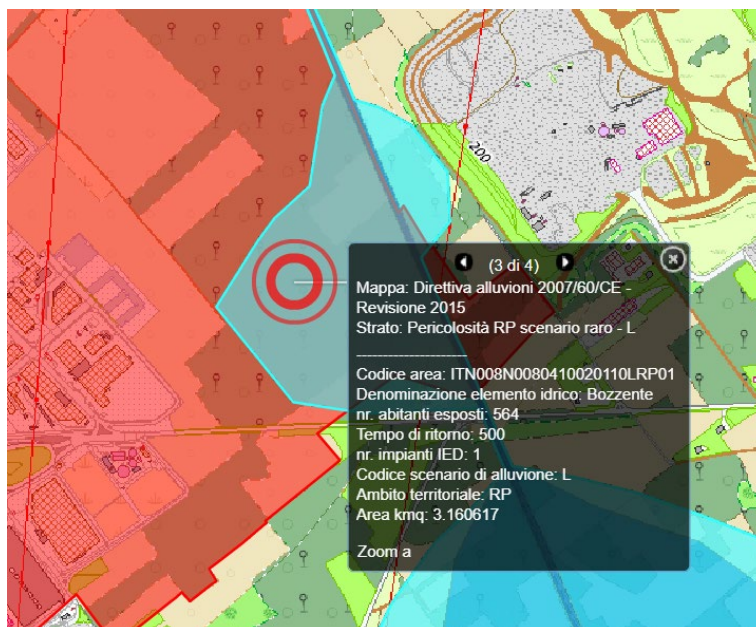 200
(3 di 4)
Mappa: Direttiva alluvioni 2007/60/CE -
Revisione 2015
Strato: Pericolosità RP scenario raro - L
----------------------
Codice area: ITN008N0080410020110LRP01
Denominazione elemento idrico: Bozzente
nr. abitanti esposti: 564
Tempo di ritorno: 500
nr. impianti IED: 1
Codice scenario di alluvione: L
Ambito territoriale: RP
Area kmq: 3.160617
Zoom a